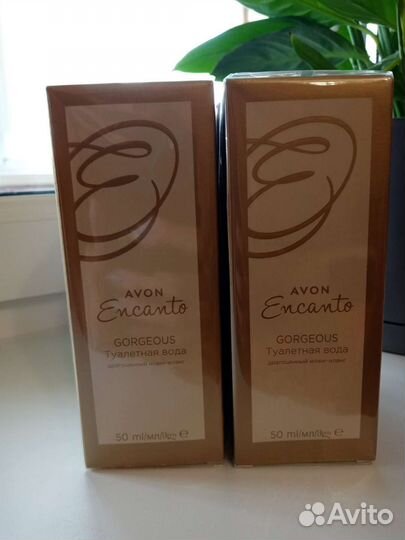 AVON
Encanto
GORGEOUS
Туалетная вода
50 ml/мл/
AVON
Encanto
GORGEOUS
Туалетная вода
50 ml/мл/
Avito